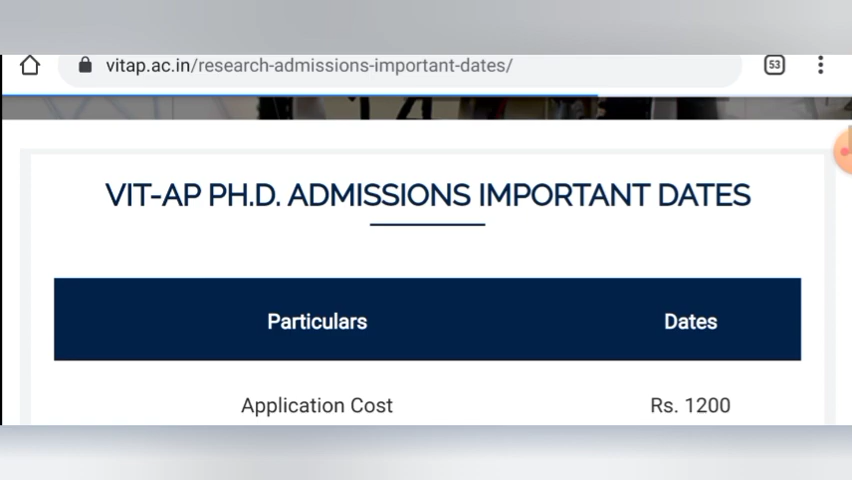 vitap.ac.in/research-admissions-important-dates/
53
VIT-AP PH.D. ADMISSIONS IMPORTANT DATES
Particulars Dates
Application Cost Rs. 1200